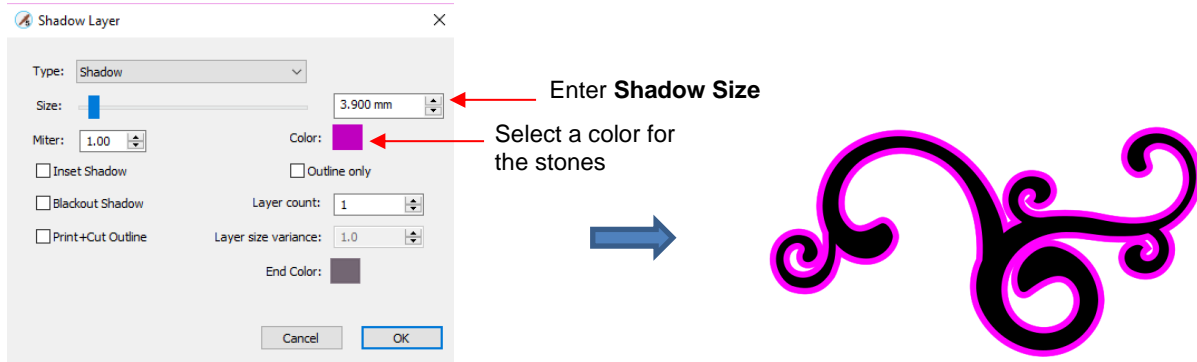 Shadow Layer
Type: Shadow
Size: 3.900 mm
Enter Shadow Size
Miter: 1.00 Color:
Select a color for
the stones
Inset Shadow Outline only
Blackout Shadow Layer count: 1
Print+Cut Outline Layer size variance: 1.0
End Color:
Cancel OK